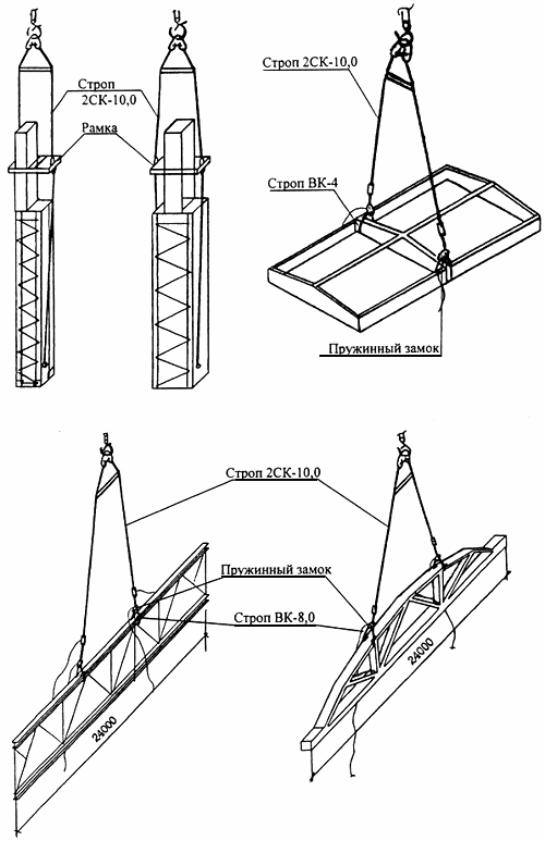 Строп
2СК-10,0
Рамка
Строп 2СК-10,0
Строп ВК-4
Пружинный замок
Строп 2СК-10,0
Пружинный замок
Строп ВК-8,0
24000
24000